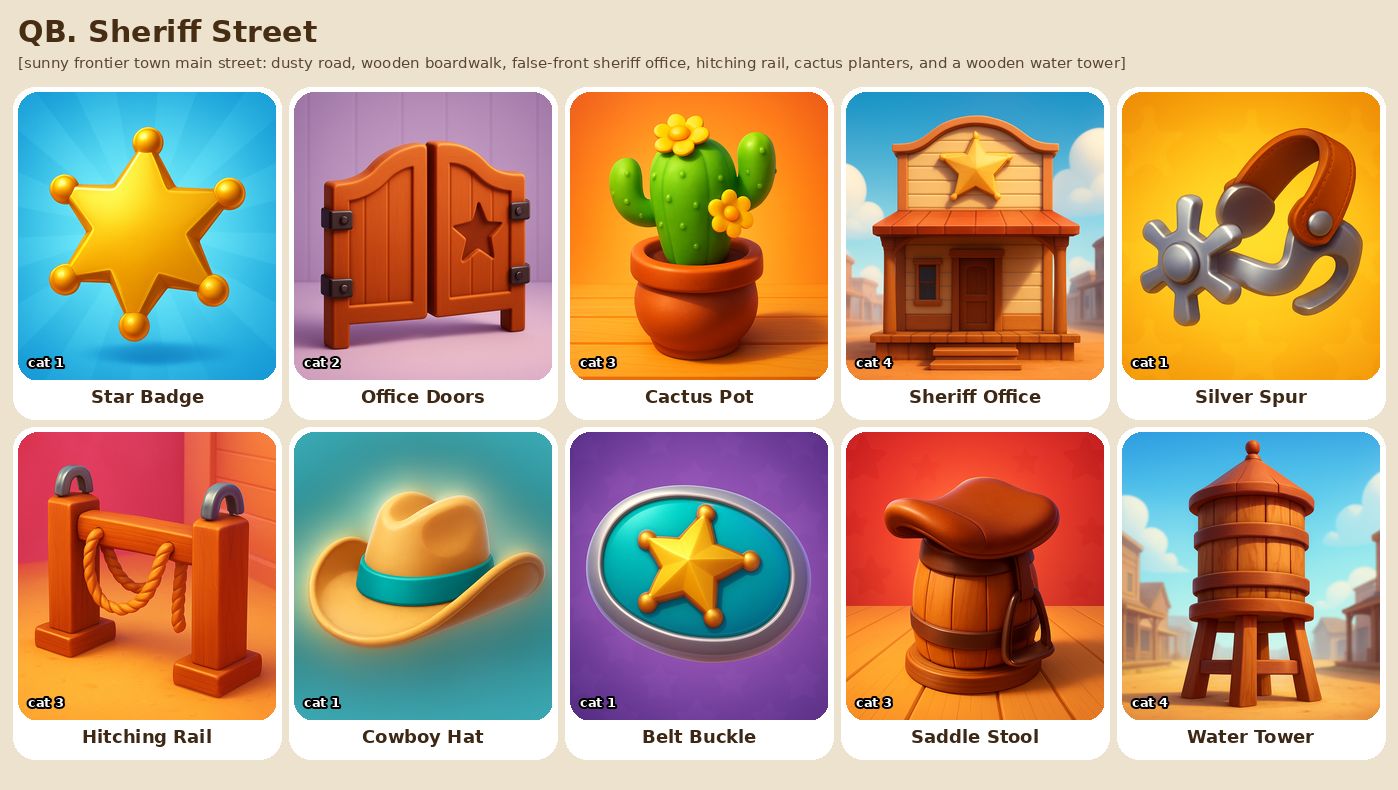 QB. Sheriff Street
[sunny frontier town main street: dusty road, wooden boardwalk, false-front sheriff office, hitching rail, cactus planters, and a wooden water tower]
cat 1
cat 2
cat 3
cat 4
cat 1
Star Badge
Office Doors
Cactus Pot
Sheriff Office
Silver Spur
cat 3
cat 1
cat 1
cat 3
cat 4
Hitching Rail
Cowboy Hat
Belt Buckle
Saddle Stool
Water Tower